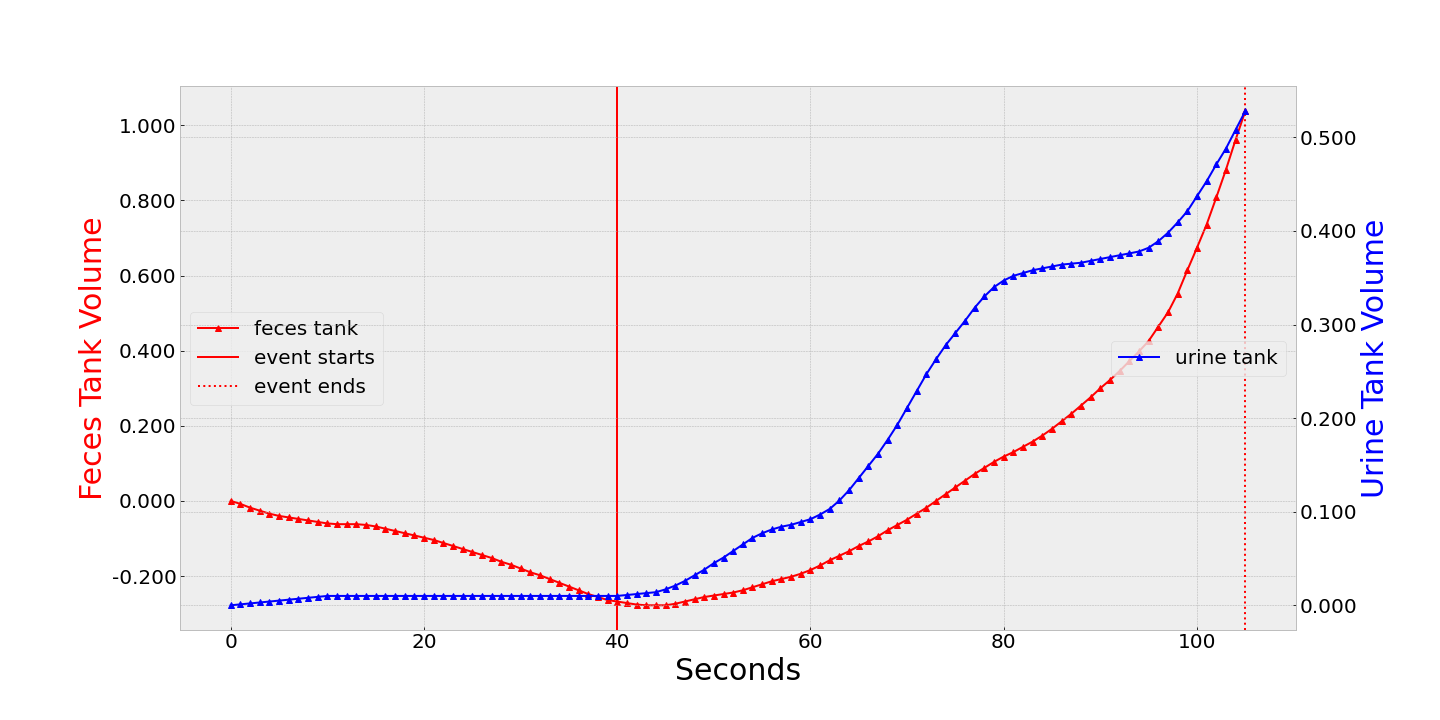 1.000
0.800
0.600
0.400
0.200
0.000
-0.200
Feces Tank Volume
feces tank
event starts
event ends
urine tank
0.500
0.400
0.300
0.200
0.100
0.000
Urine Tank Volume
0 20 40 60 80 100
Seconds